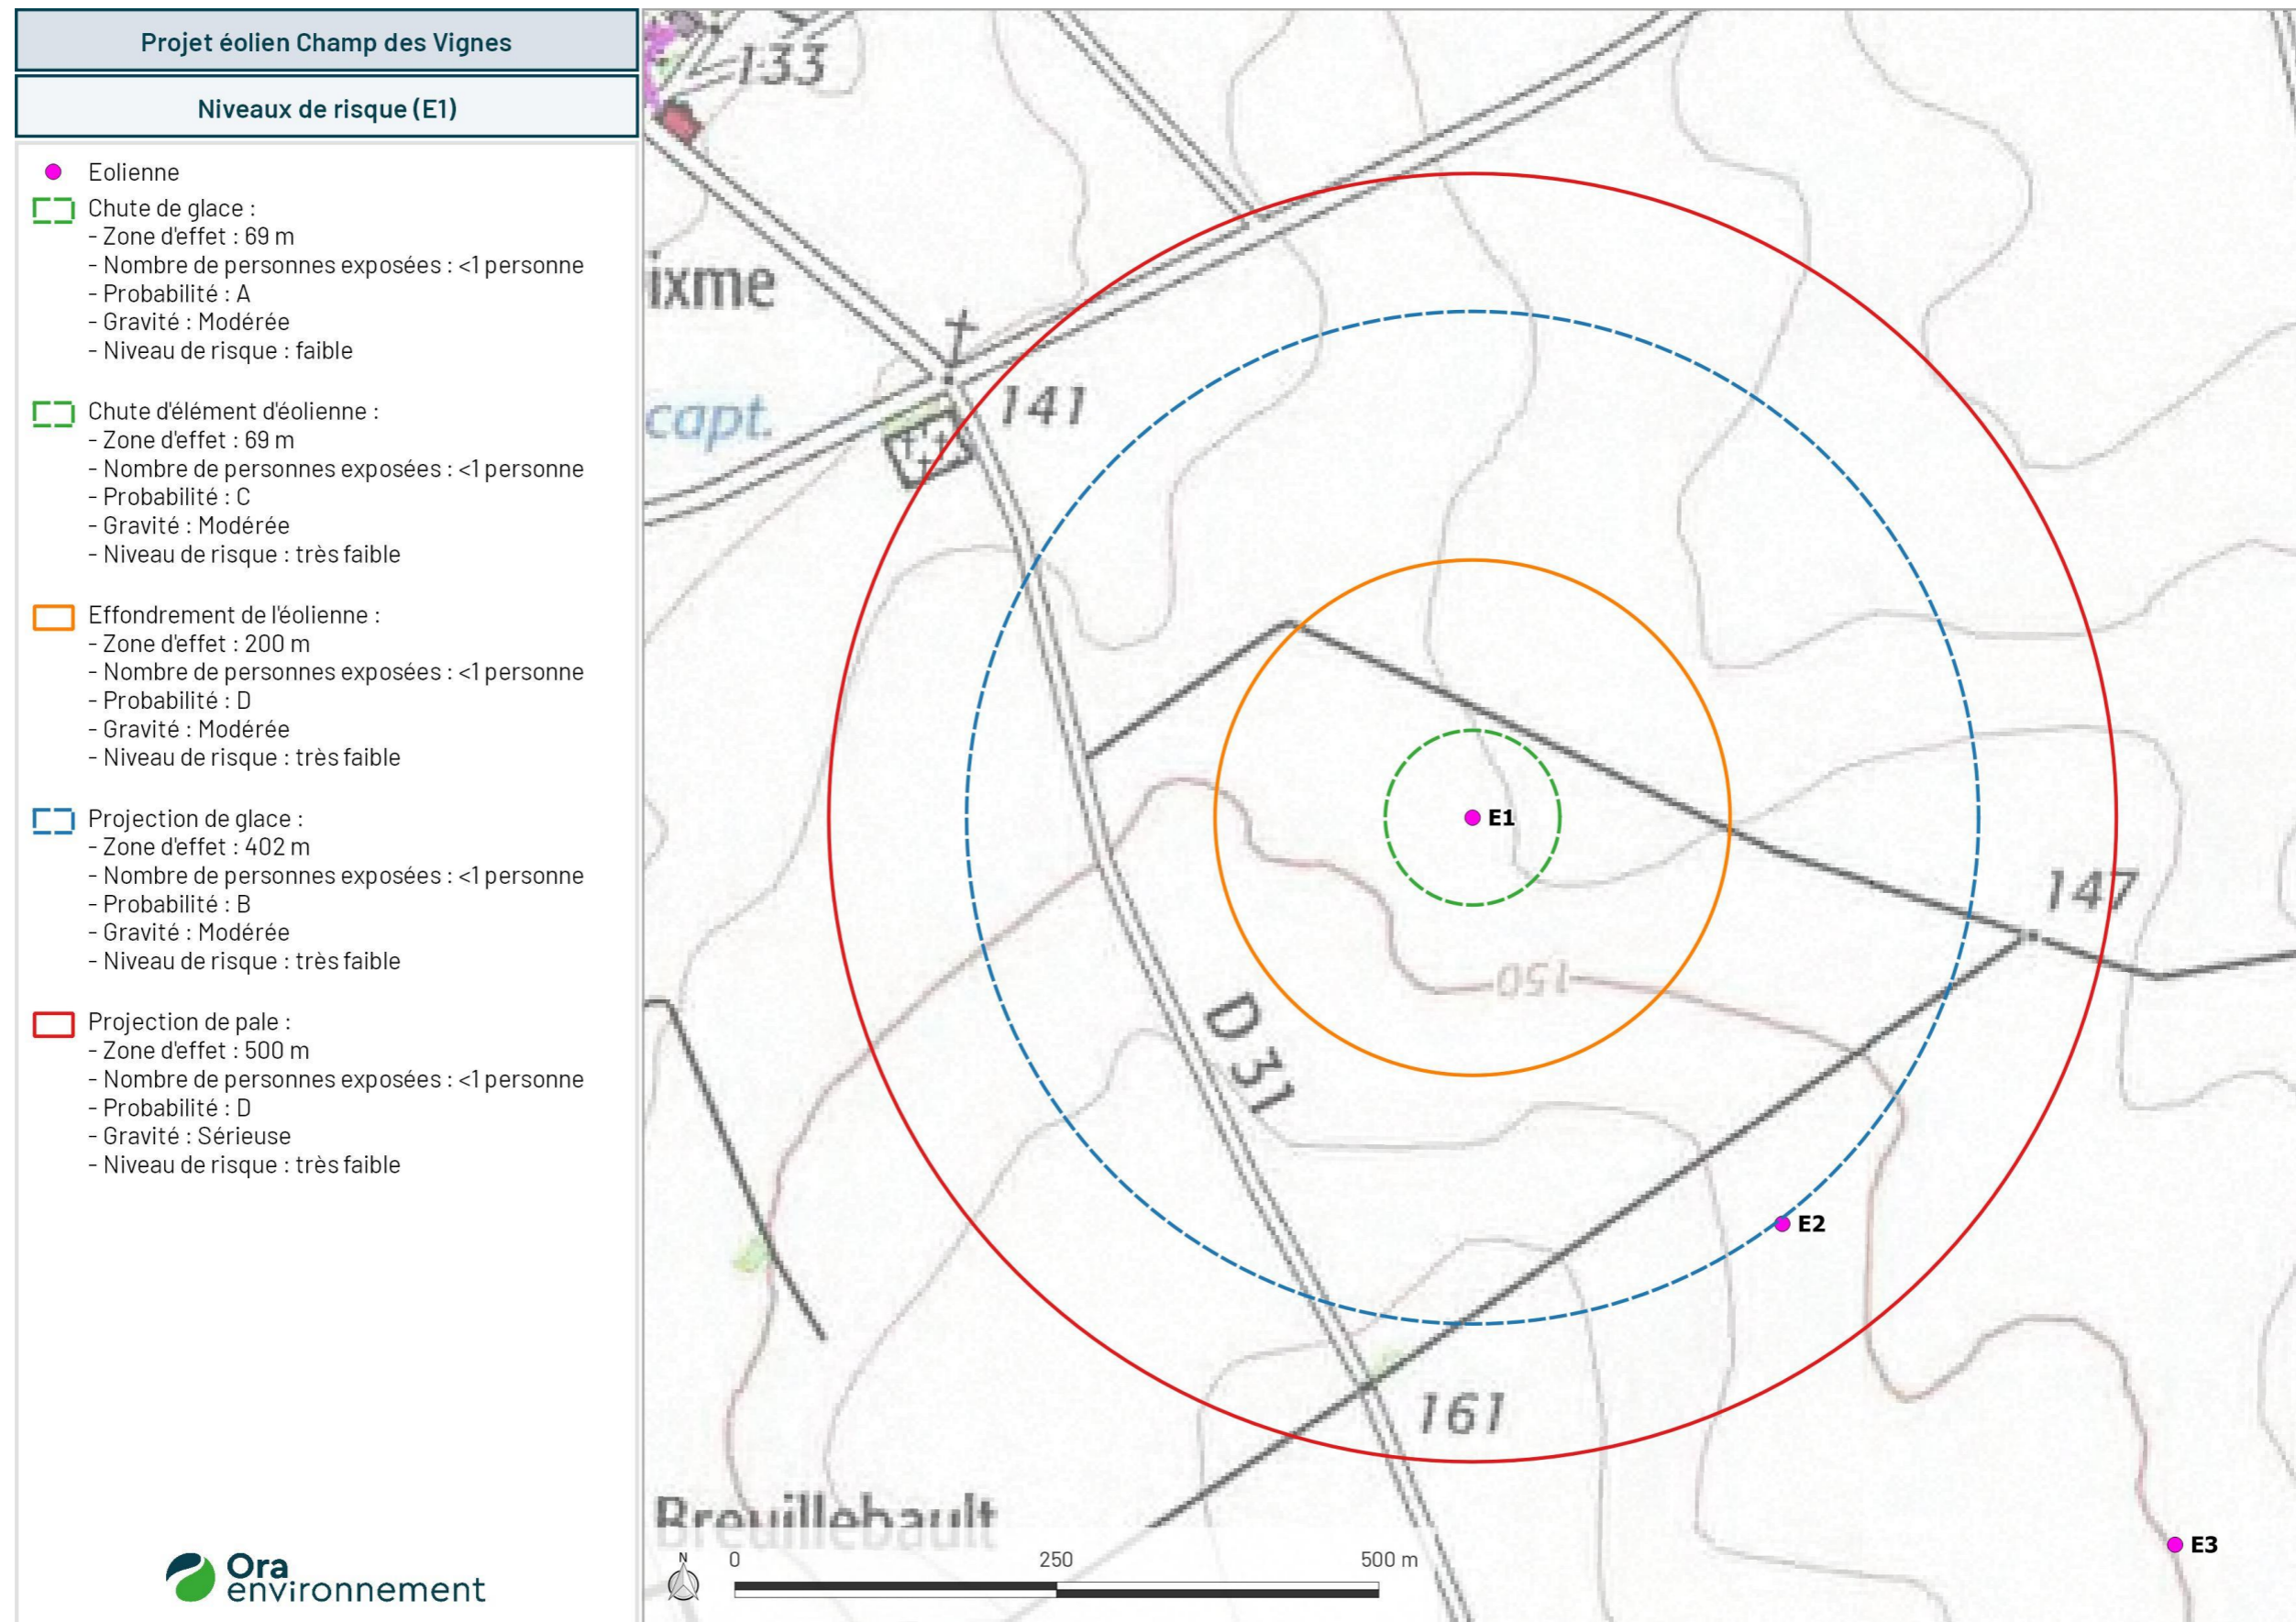 Projet éolien Champ des Vignes
Niveaux de risque (E1)
Eolienne
Chute de glace :
- Zone d'effet : 69 m
- Nombre de personnes exposées : <1 personne
- Probabilité : A
- Gravité : Modérée
- Niveau de risque : faible
Chute d'élément d'éolienne :
- Zone d'effet : 69 m
- Nombre de personnes exposées : <1 personne
- Probabilité : C
- Gravité : Modérée
- Niveau de risque : très faible
Effondrement de l'éolienne :
- Zone d'effet : 200 m
- Nombre de personnes exposées : <1 personne
- Probabilité : D
- Gravité : Modérée
- Niveau de risque : très faible
Projection de glace :
- Zone d'effet : 402 m
- Nombre de personnes exposées : <1 personne
- Probabilité : B
- Gravité : Modérée
- Niveau de risque : très faible
Projection de pale :
- Zone d'effet : 500 m
- Nombre de personnes exposées : <1 personne
- Probabilité : D
- Gravité : Sérieuse
- Niveau de risque : très faible
Ora
environnement
133
ixme
capt.
141
E1
147
150
D 31
E2
161
Breuillebault
E3
N
0 250 500 m